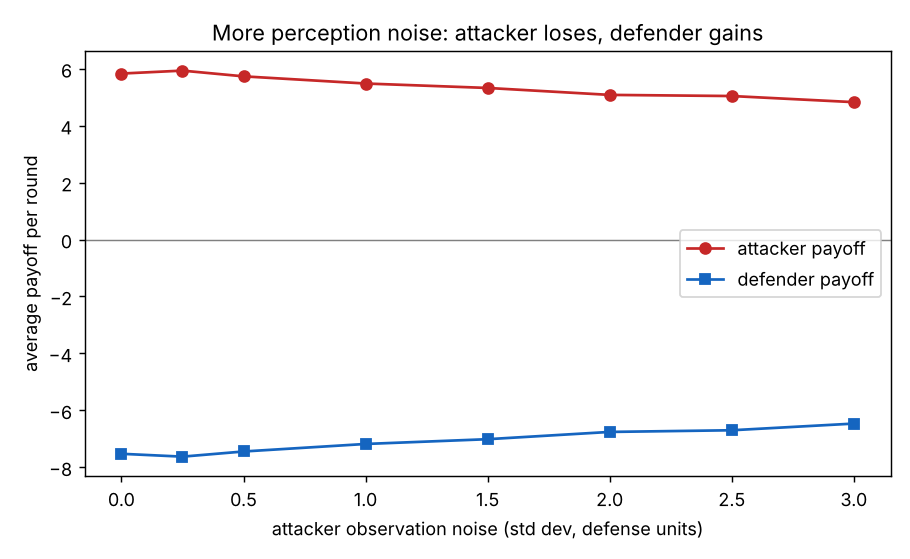 More perception noise: attacker loses, defender gains
average payoff per round
6
4
2
0
−2
−4
−6
−8
attacker payoff
defender payoff
0.0 0.5 1.0 1.5 2.0 2.5 3.0
attacker observation noise (std dev, defense units)